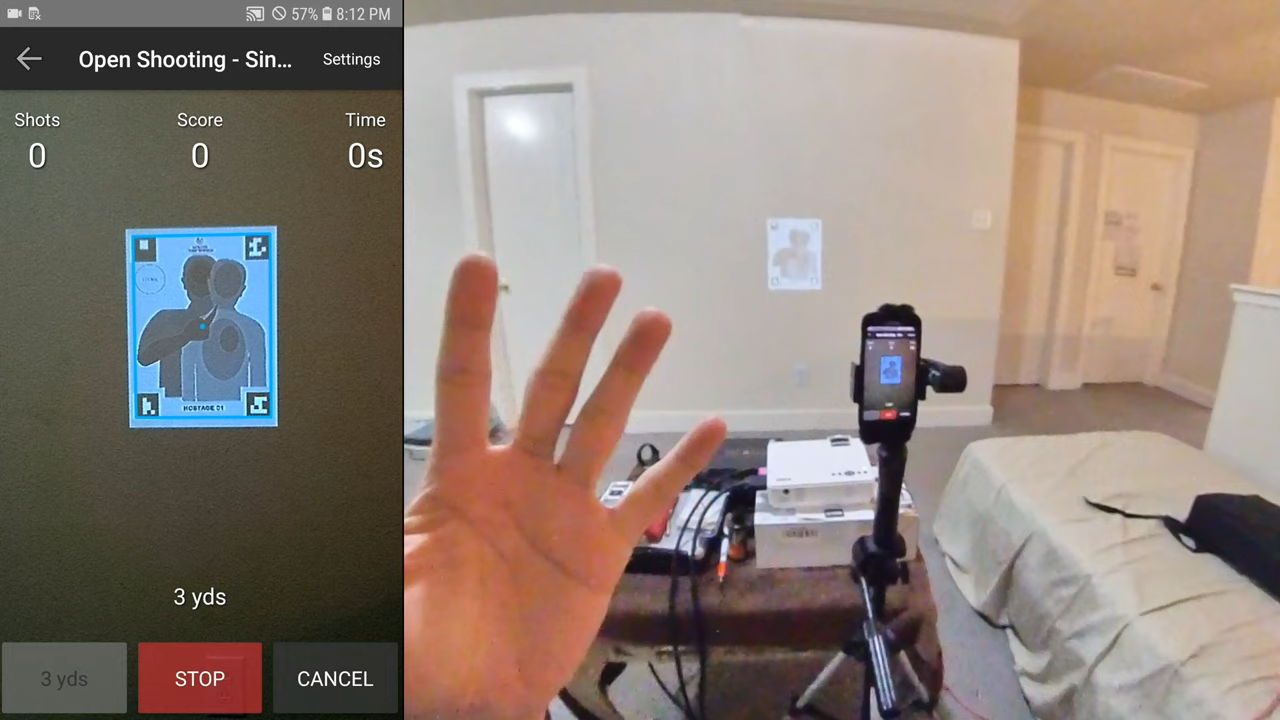 57% 8:12 PM
Open Shooting - Sin... Settings
Shots Score Time
0 0 0s
HOSTAGE 01
3 yds
3 yds STOP CANCEL